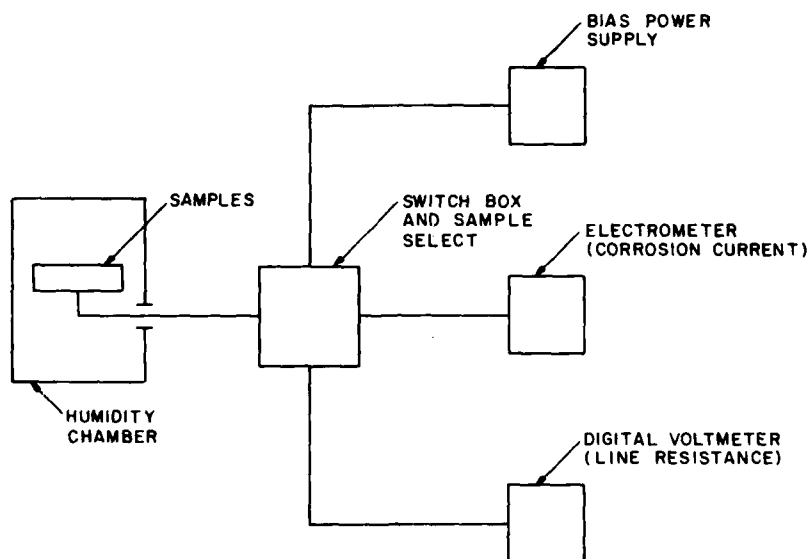 BIAS POWER
SUPPLY
SAMPLES
SWITCH BOX
AND SAMPLE
SELECT
ELECTROMETER
(CORROSION CURRENT)
HUMIDITY
CHAMBER
DIGITAL VOLTMETER
(LINE RESISTANCE)